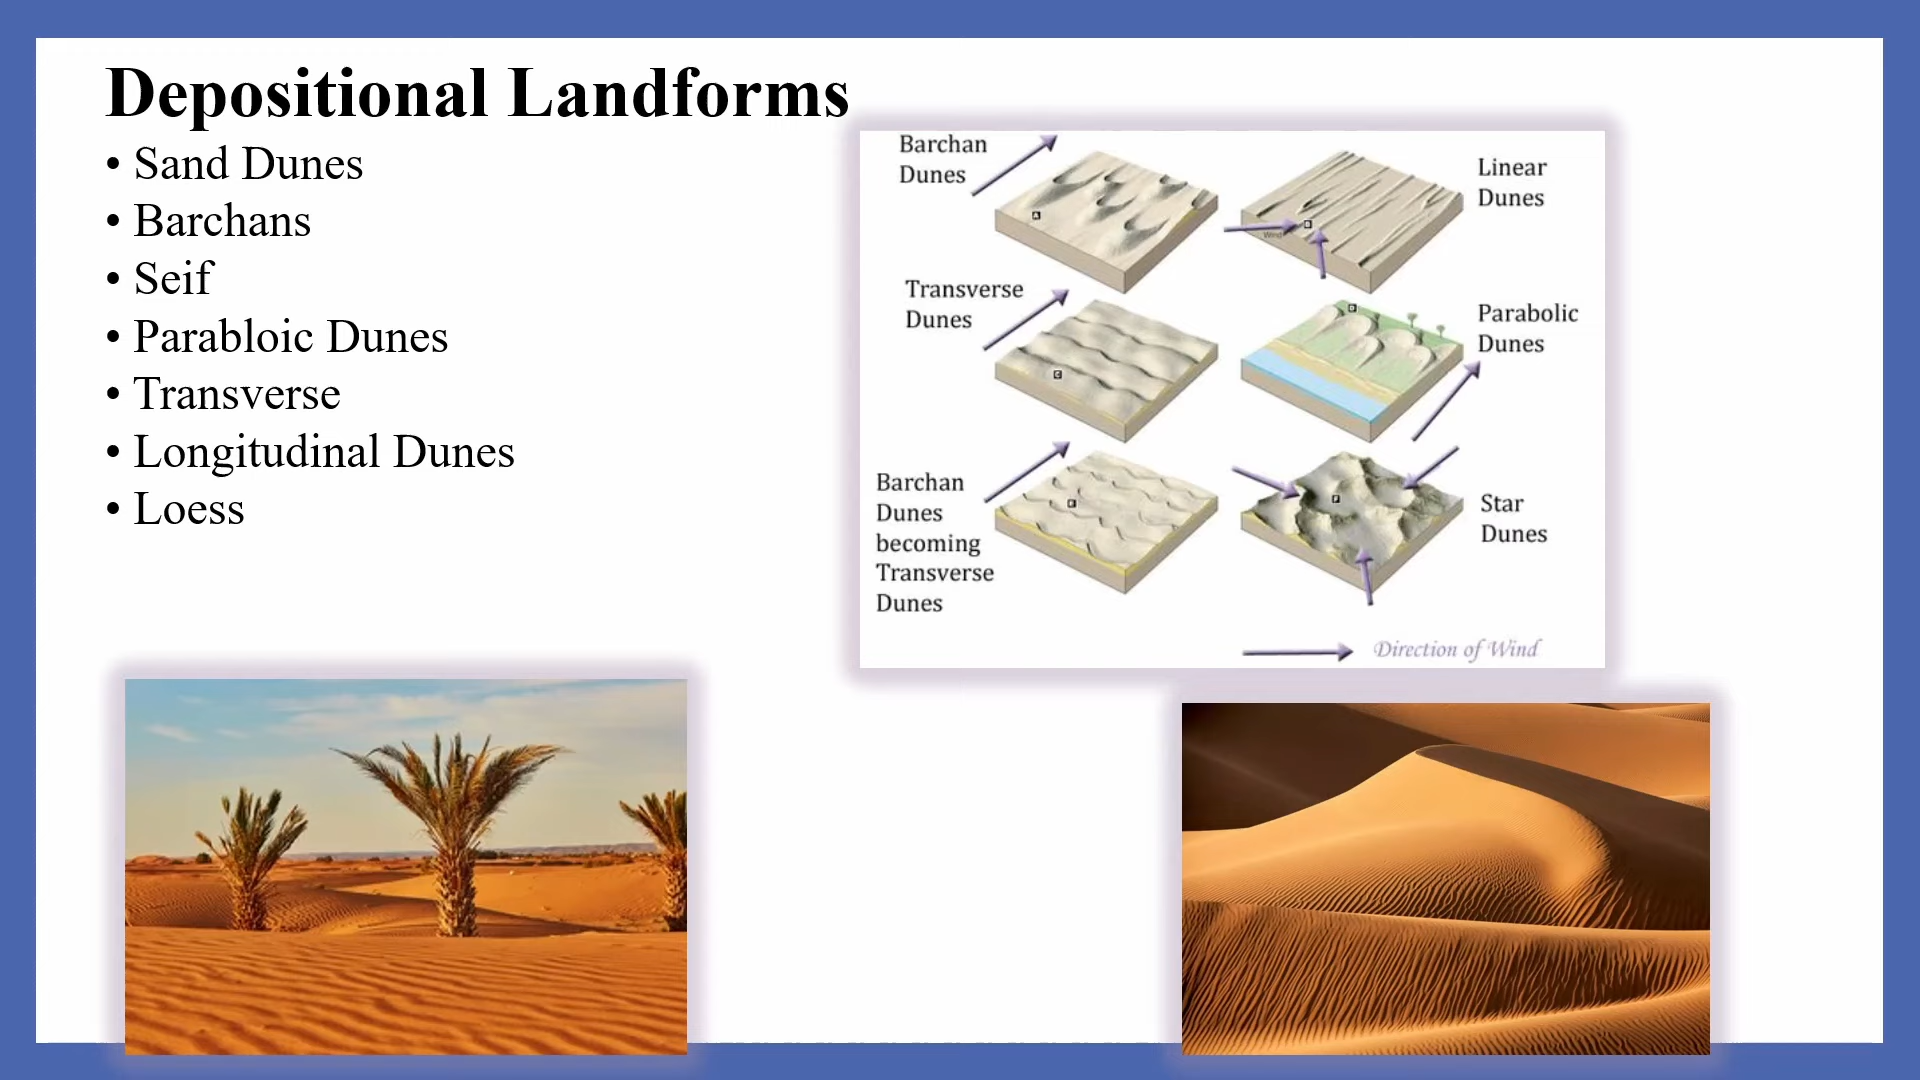 Depositional Landforms
• Sand Dunes
• Barchans
• Seif
• Parabloic Dunes
• Transverse
• Longitudinal Dunes
• Loess
Barchan
Dunes
A
Linear
Dunes
Wind
B
Transverse
Dunes
C
Parabolic
Dunes
D
Barchan
Dunes
becoming
Transverse
Dunes
E
Star
Dunes
F
Direction of Wind